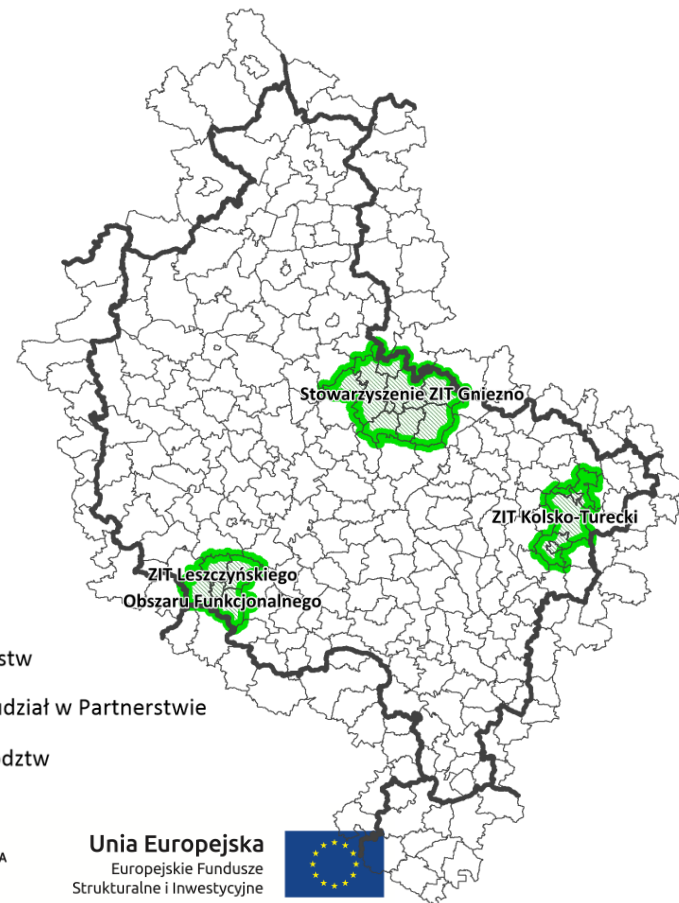 Stowarzyszenie ZIT Gniezno
ZIT Kolsko-Turecki
ZIT Leszczyńskiego
Obszaru Funkcjonalnego
stw
dział w Partnerstwie
dztw
A
Unia Europejska
Europejskie Fundusze
Strukturalne i Inwestycyjne